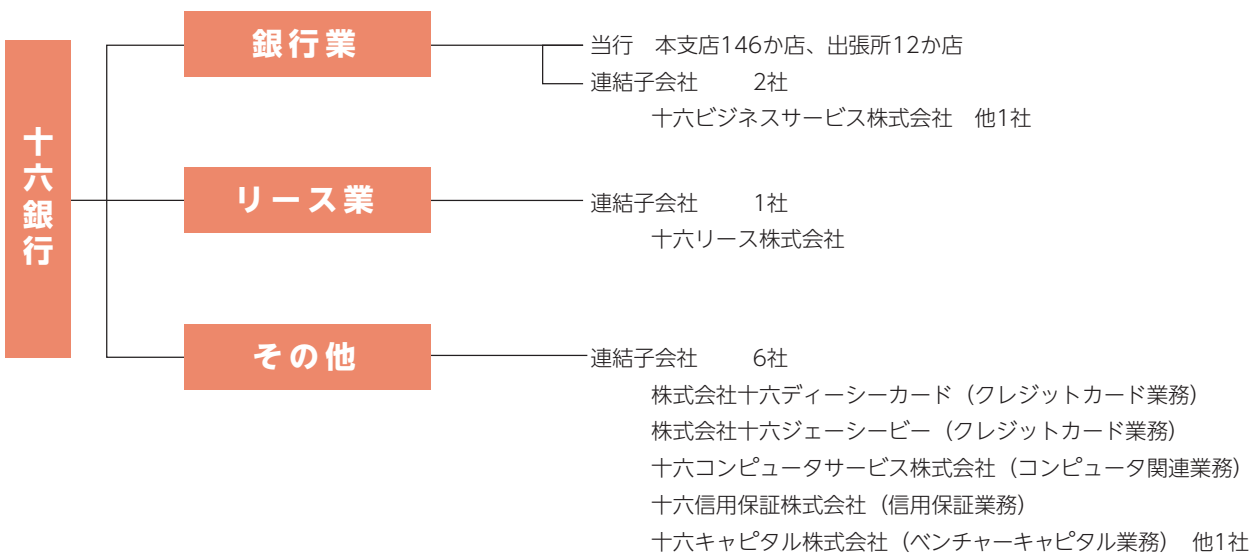 十六銀行
銀行業
当行　本支店146か店、出張所12か店
連結子会社　2社
十六ビジネスサービス株式会社　他1社
リース業
連結子会社　1社
十六リース株式会社
その他
連結子会社　6社
株式会社十六ディーシーカード（クレジットカード業務）
株式会社十六ジェーシービー（クレジットカード業務）
十六コンピュータサービス株式会社（コンピュータ関連業務）
十六信用保証株式会社（信用保証業務）
十六キャピタル株式会社（ベンチャーキャピタル業務）　他1社